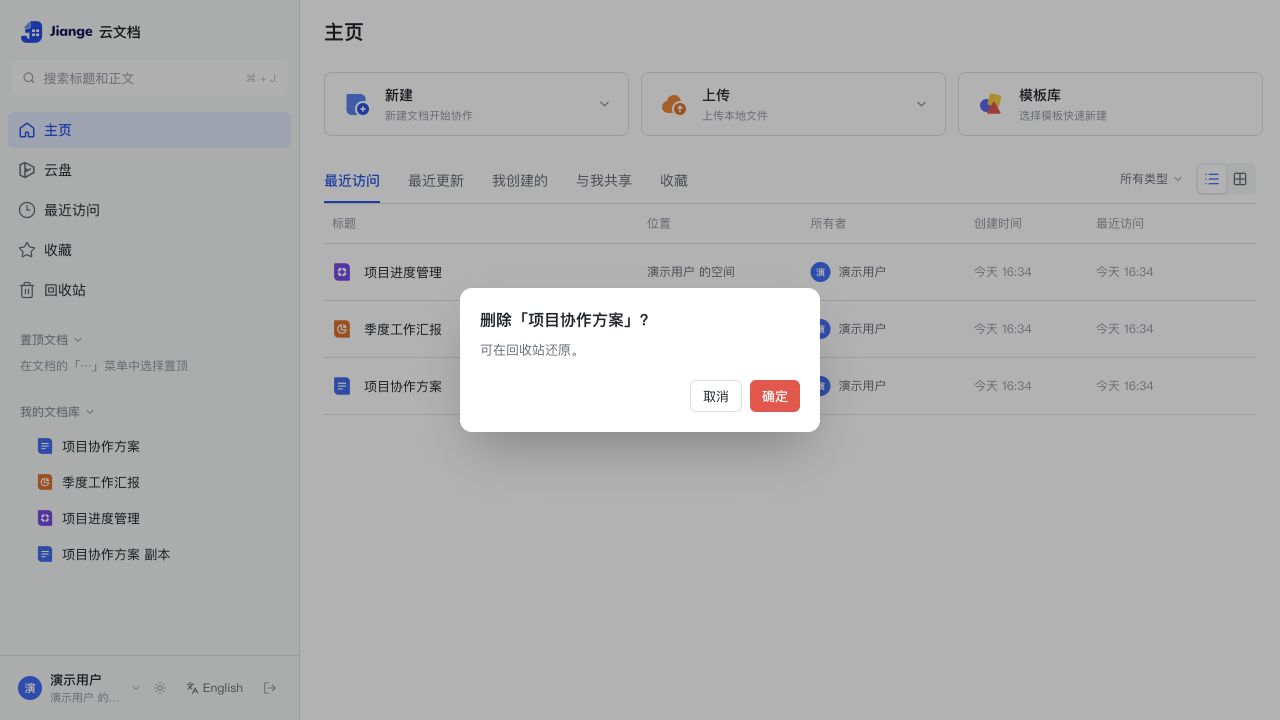 Jiange 云文档
搜索标题和正文 ⌘ + J
主页
云盘
最近访问
收藏
回收站
置顶文档
在文档的「…」菜单中选择置顶
我的文档库
项目协作方案
季度工作汇报
项目进度管理
项目协作方案 副本
演 演示用户
演示用户 的...
English
主页
新建
新建文档开始协作
上传
上传本地文件
模板库
选择模板快速新建
最近访问 最近更新 我创建的 与我共享 收藏 所有类型
标题 位置 所有者 创建时间 最近访问
项目进度管理 演示用户 的空间 演 演示用户 今天 16:34 今天 16:34
季度工作汇报 演示用户 今天 16:34 今天 16:34
项目协作方案 演示用户 今天 16:34 今天 16:34
删除「项目协作方案」?
可在回收站还原。
取消 确定